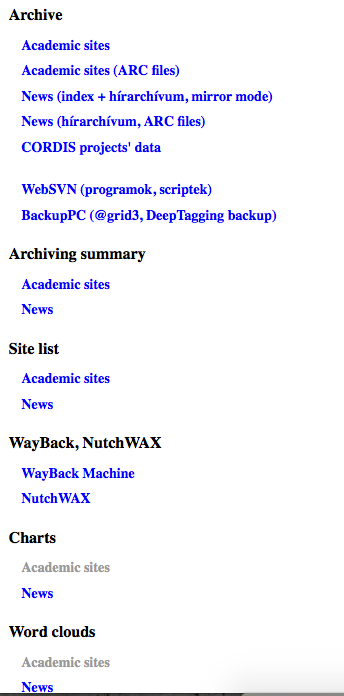 Archive
Academic sites
Academic sites (ARC files)
News (index + hírarchívum, mirror mode)
News (hírarchívum, ARC files)
CORDIS projects' data
WebSVN (programok, scriptek)
BackupPC (@grid3, DeepTagging backup)
Archiving summary
Academic sites
News
Site list
Academic sites
News
WayBack, NutchWAX
WayBack Machine
NutchWAX
Charts
Academic sites
News
Word clouds
Academic sites
News